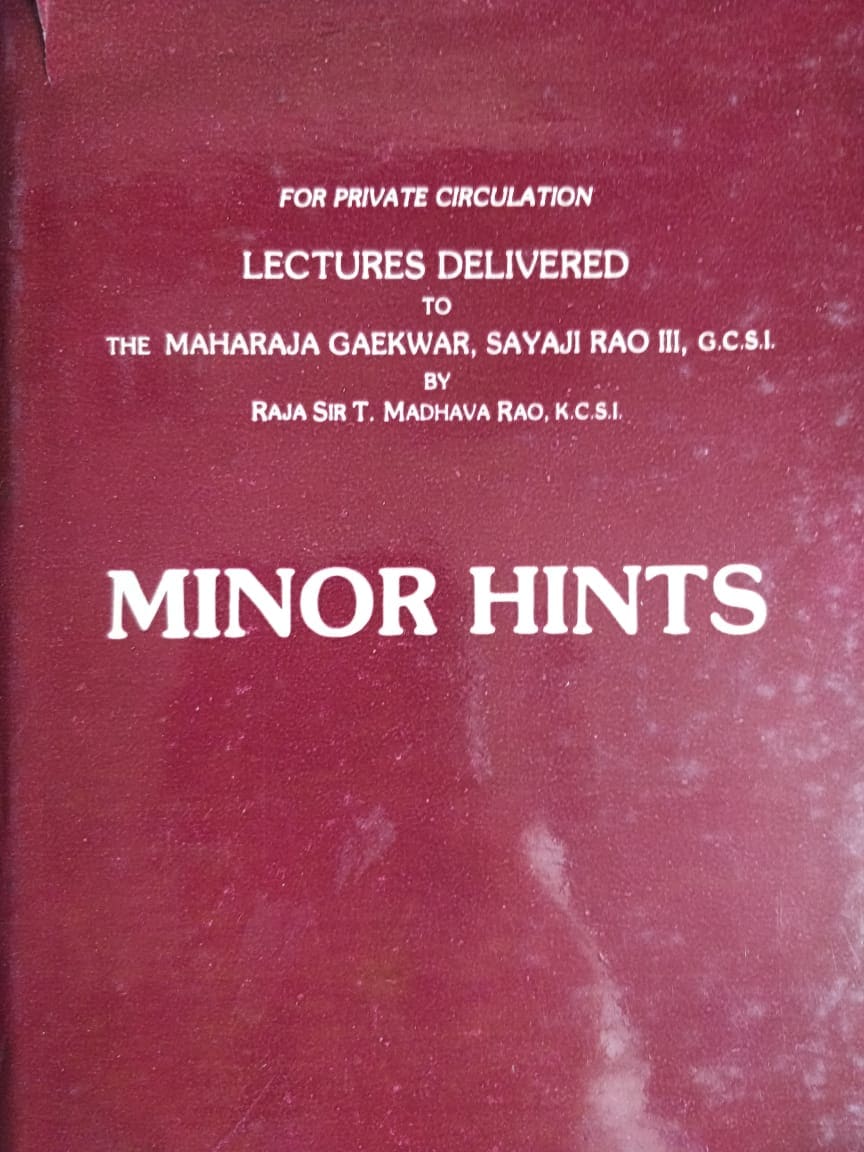 FOR PRIVATE CIRCULATION
LECTURES DELIVERED
TO
THE MAHARAJA GAEKWAR, SAYAJI RAO III, G.C.S.I.
BY
RAJA SIR T. MADHAVA RAO, K.C.S.I.
MINOR HINTS